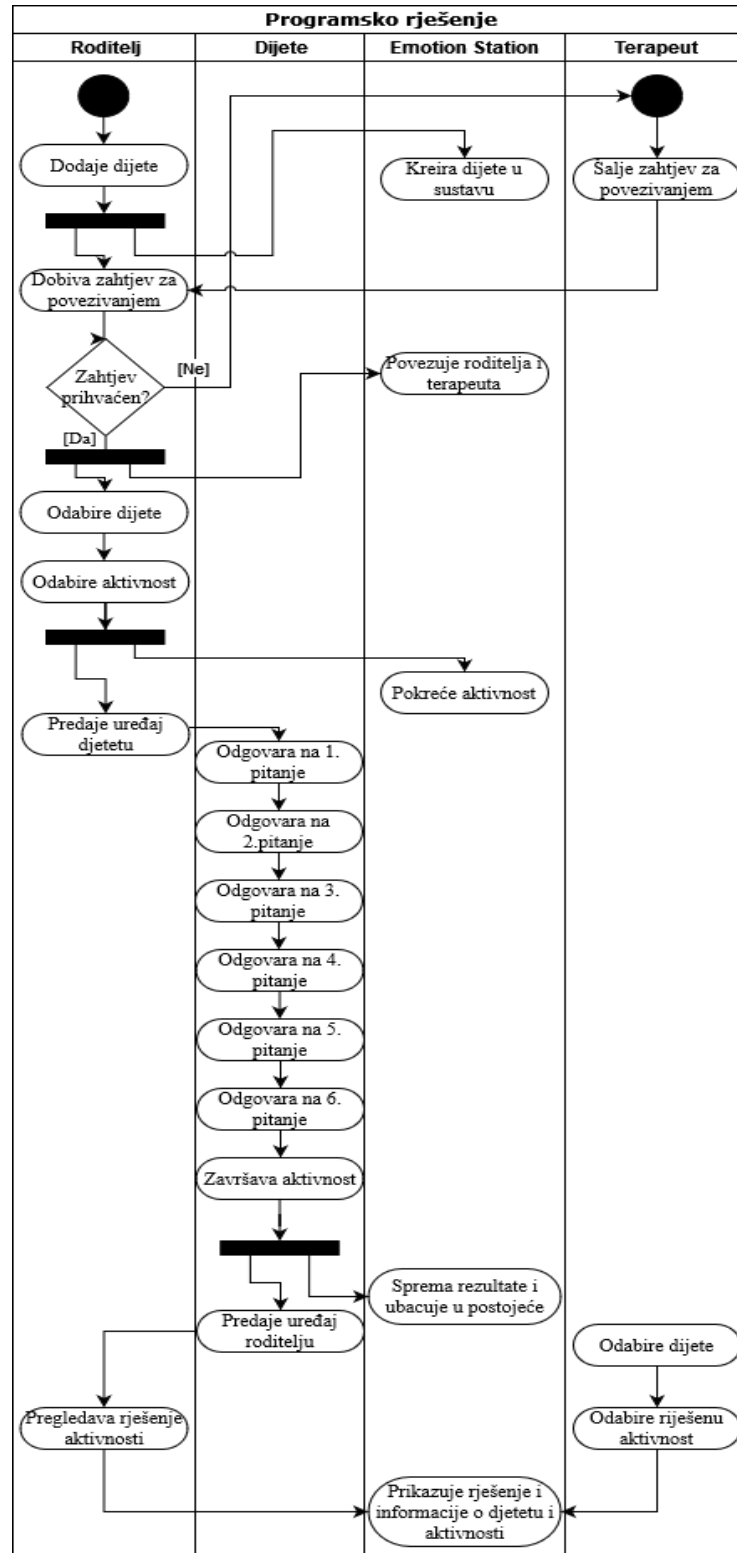 Programsko rješenje
Roditelj
Dijete
Emotion Station
Terapeut
Dodaje dijete
Kreira dijete u
sustavu
Šalje zahtjev za
povezivanjem
Dobiva zahtjev za
povezivanjem
Zahtjev
prihvaćen?
[Ne]
Povezuje roditelja i
terapeuta
[Da]
Odabire dijete
Odabire aktivnost
Pokreće aktivnost
Predaje uređaj
djetetu
Odgovara na 1.
pitanje
Odgovara na
2.pitanje
Odgovara na 3.
pitanje
Odgovara na 4.
pitanje
Odgovara na 5.
pitanje
Odgovara na 6.
pitanje
Završava aktivnost
Sprema rezultate i
ubacuje u postojeće
Predaje uređaj
roditelju
Odabire dijete
Pregledava rješenje
aktivnosti
Odabire riješenu
aktivnost
Prikazuje rješenje i
informacije o djetetu i
aktivnosti